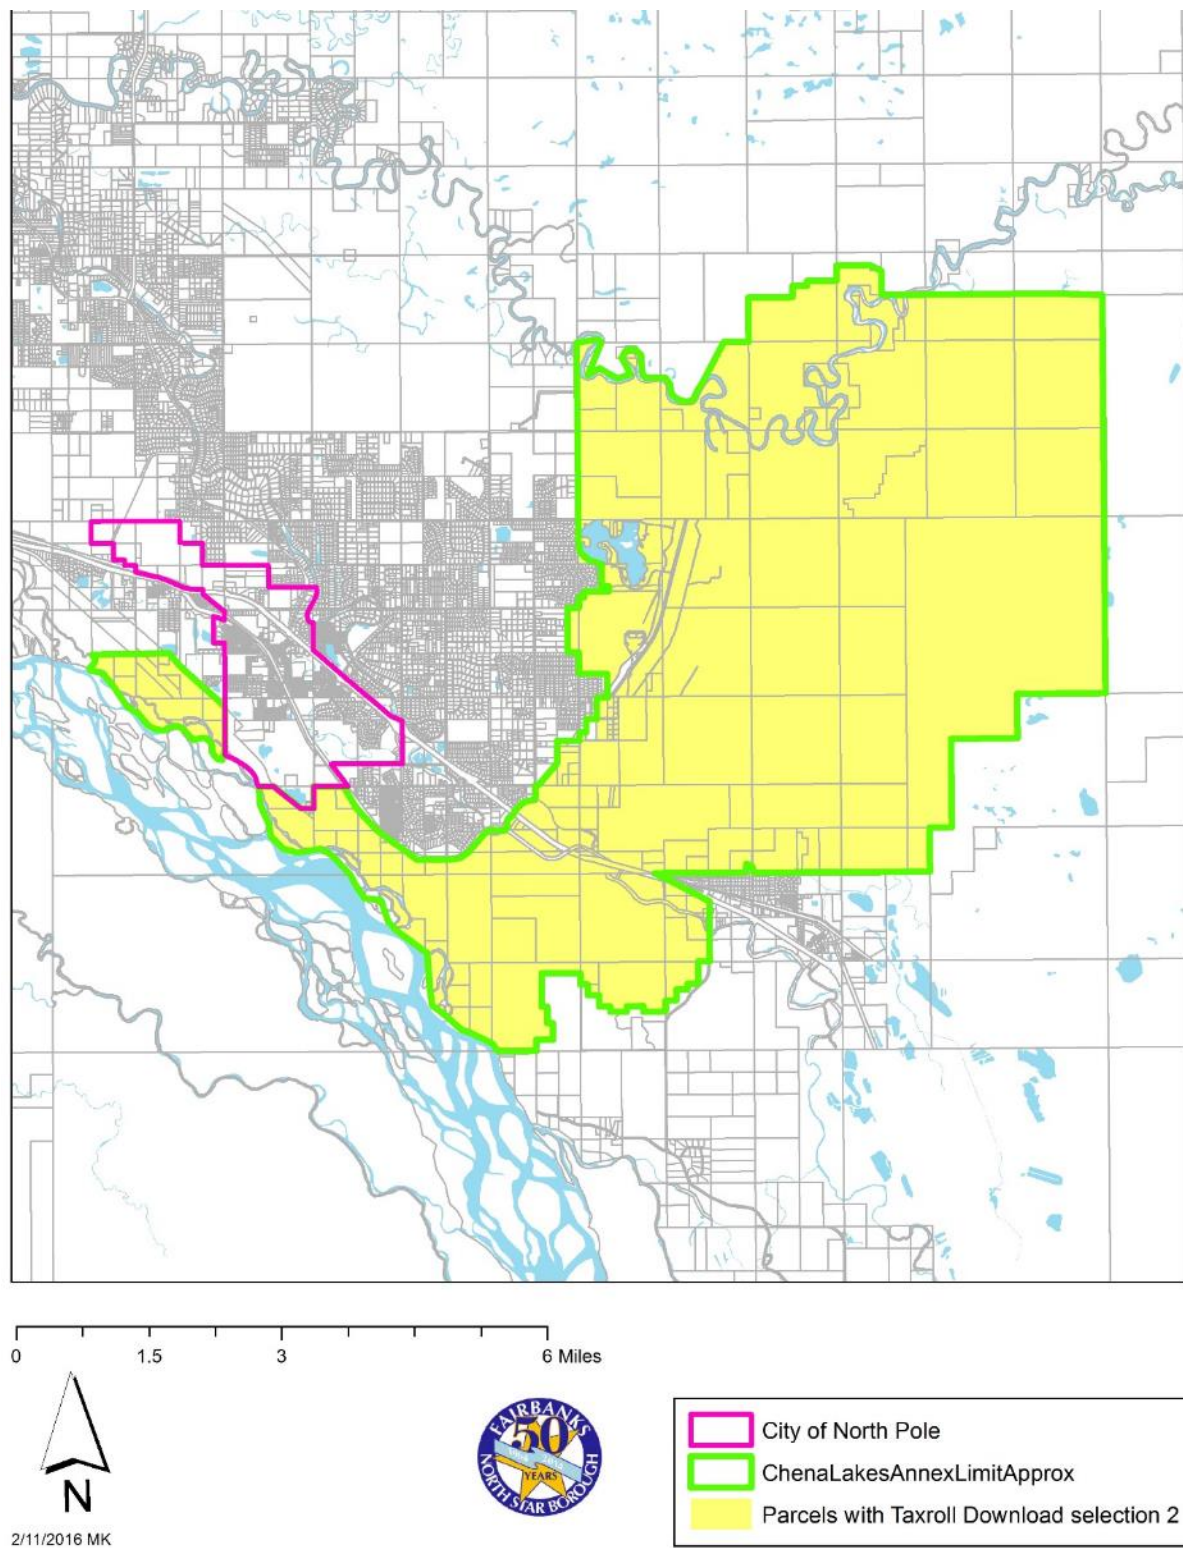 0 1.5 3 6 Miles
N
2/11/2016 MK
FAIRBANKS
50
YEARS
NORTH STAR BOROUGH
City of North Pole
ChenaLakesAnnexLimitApprox
Parcels with Taxroll Download selection 2